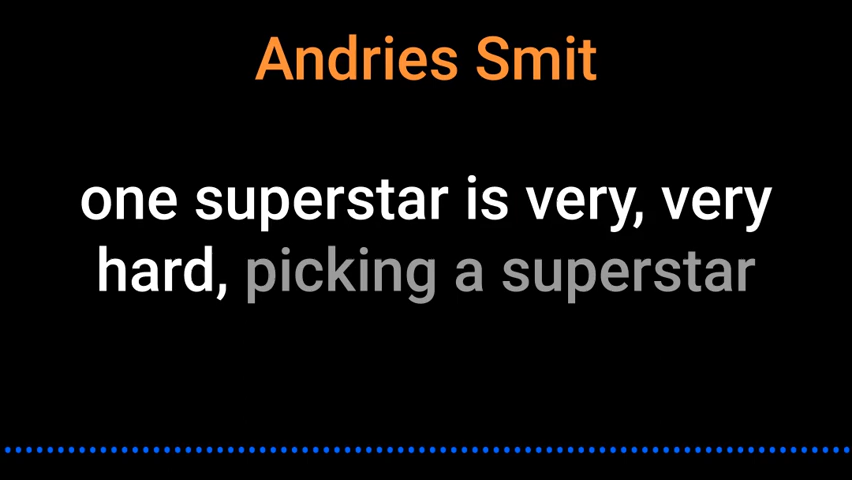 Andries Smit
one superstar is very, very
hard, picking a superstar